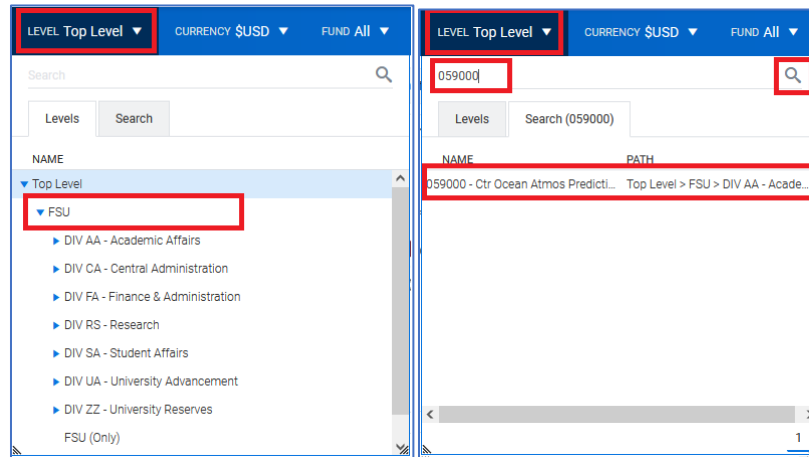 LEVEL Top Level ▼ CURRENCY $USD ▼ FUND All ▼
Search
Levels Search
NAME
Top Level
FSU
DIV AA - Academic Affairs
DIV CA - Central Administration
DIV FA - Finance & Administration
DIV RS - Research
DIV SA - Student Affairs
DIV UA - University Advancement
DIV ZZ - University Reserves
FSU (Only)
LEVEL Top Level ▼ CURRENCY $USD ▼ FUND All ▼
059000
Levels Search (059000)
NAME PATH
059000 - Ctr Ocean Atmos Predicti... Top Level > FSU > DIV AA - Acade...
1